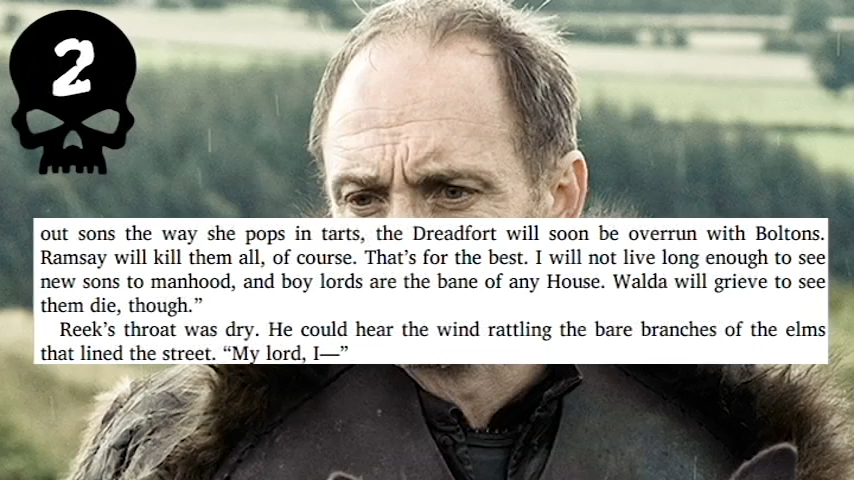 2
out sons the way she pops in tarts, the Dreadfort will soon be overrun with Boltons.
Ramsay will kill them all, of course. That’s for the best. I will not live long enough to see
new sons to manhood, and boy lords are the bane of any House. Walda will grieve to see
them die, though.”
Reek’s throat was dry. He could hear the wind rattling the bare branches of the elms
that lined the street. “My lord, I—”